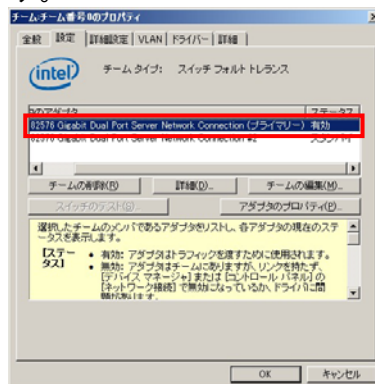 チーム:チーム番号0のプロパティ
全般 設定 詳細設定 VLAN ドライバー 詳細
intel
チーム タイプ: スイッチ フォルト トレランス
のアダプタ ステータス
82576 Gigabit Dual Port Server Network Connection (プライマリー) 有効
82576 Gigabit Dual Port Server Network Connection #2
チームの削除(R) 詳細(D)... チームの編集(M)...
スイッチのテスト(S)... アダプタのプロパティ(P)...
選択したチームのメンバであるアダプタをリストし、各アダプタの現在のステ
ータスを表示します。
[ステー
タス]
• 有効: アダプタはトラフィックを渡すために使用されます。
• 無効: アダプタはチームにありますが、リンクを持たず、
[デバイス マネージャ] または [コントロール パネル] の
[ネットワーク接続] で無効になっているか、ドライバに問
題があります。
OK キャンセル